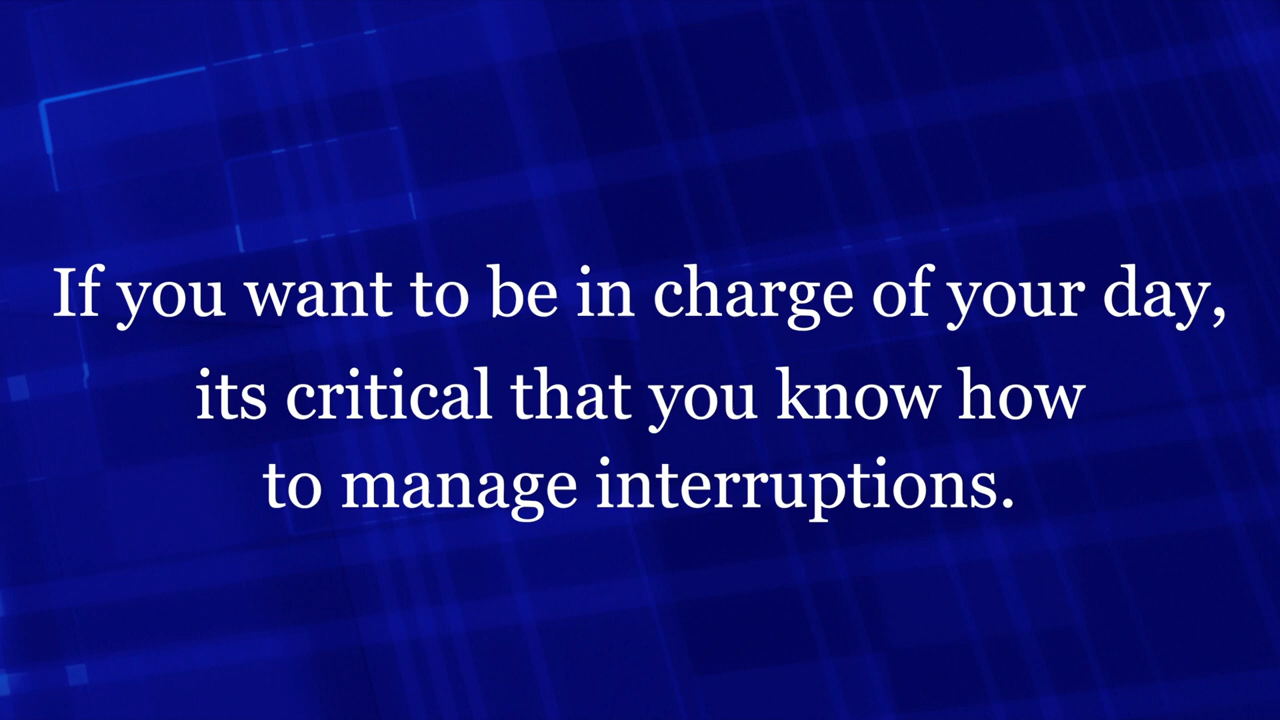 If you want to be in charge of your day,
its critical that you know how
to manage interruptions.